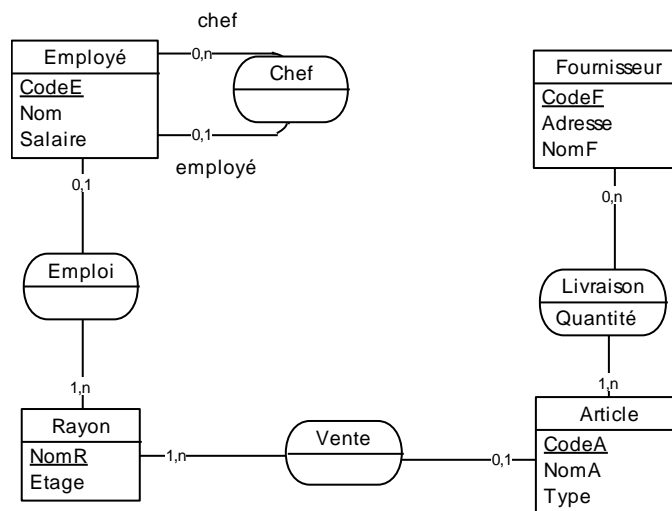 chef
Employé
CodeE
Nom
Salaire
0,n
Chef
0,1
employé
Fournisseur
CodeF
Adresse
NomF
0,1
0,n
Emploi
Livraison
Quantité
1,n
1,n
Rayon
NomR
Etage
1,n
Vente
0,1
Article
CodeA
NomA
Type